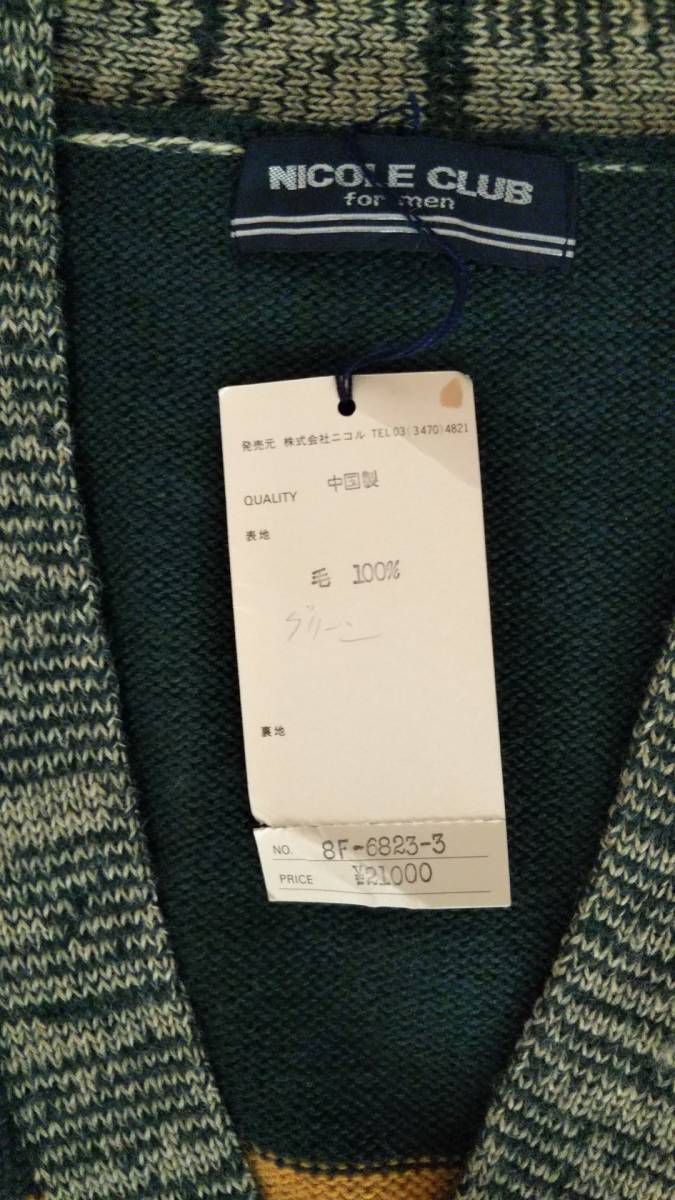 NICOLE CLUB
for men
発売元 株式会社ニコル TEL 03(3470)4821
QUALITY 中国製
表地
毛 100%
グリーン
裏地
NO. 8F-6823-3
PRICE ¥21000